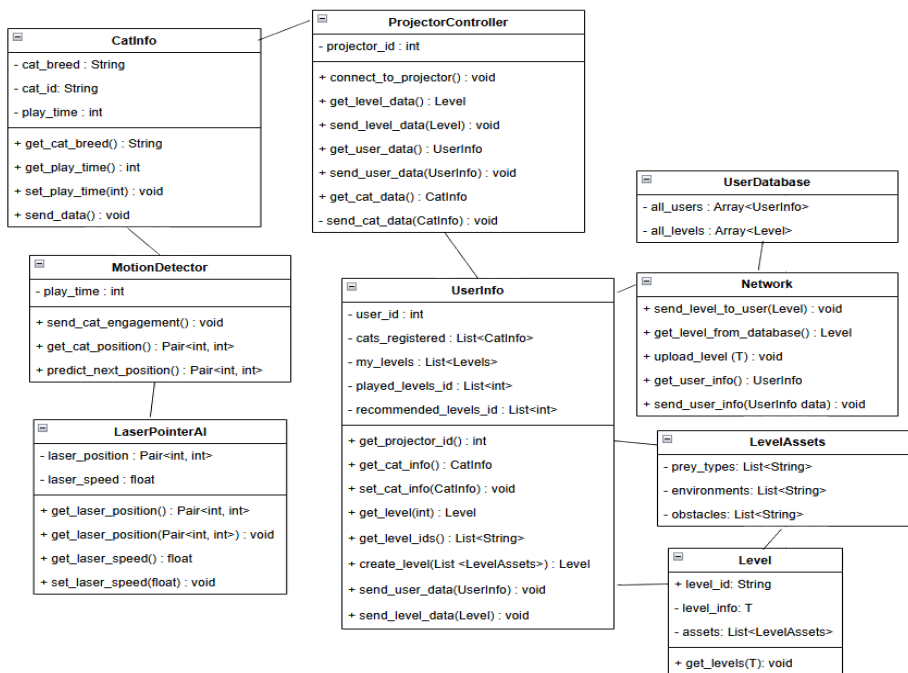 CatInfo
- cat_breed : String
- cat_id: String
- play_time : int
+ get_cat_breed() : String
+ get_play_time() : int
+ set_play_time(int) : void
+ send_data() : void
ProjectorController
- projector_id : int
+ connect_to_projector() : void
+ get_level_data() : Level
+ send_level_data(Level) : void
+ get_user_data() : UserInfo
+ send_user_data(UserInfo) : void
+ get_cat_data() : CatInfo
- send_cat_data(CatInfo) : void
UserDatabase
- all_users : Array<UserInfo>
- all_levels : Array<Level>
MotionDetector
- play_time : int
+ send_cat_engagement() : void
+ get_cat_position() : Pair<int, int>
+ predict_next_position() : Pair<int, int>
UserInfo
- user_id : int
- cats_registered : List<CatInfo>
- my_levels : List<Levels>
- played_levels_id : List<int>
- recommended_levels_id : List<int>
+ get_projector_id() : int
+ get_cat_info() : CatInfo
+ set_cat_info(CatInfo) : void
+ get_level(int) : Level
+ get_level_ids() : List<String>
+ create_level(List <LevelAssets>) : Level
+ send_user_data(UserInfo) : void
+ send_level_data(Level) : void
Network
+ send_level_to_user(Level) : void
+ get_level_from_database() : Level
+ upload_level (T) : void
+ get_user_info() : UserInfo
+ send_user_info(UserInfo data) : void
LaserPointerAI
- laser_position : Pair<int, int>
- laser_speed : float
+ get_laser_position() : Pair<int, int>
+ get_laser_position(Pair<int, int>) : void
+ get_laser_speed() : float
+ set_laser_speed(float) : void
LevelAssets
- prey_types: List<String>
- environments: List<String>
- obstacles: List<String>
Level
+ level_id: String
- level_info: T
- assets: List<LevelAssets>
+ get_levels(T): void